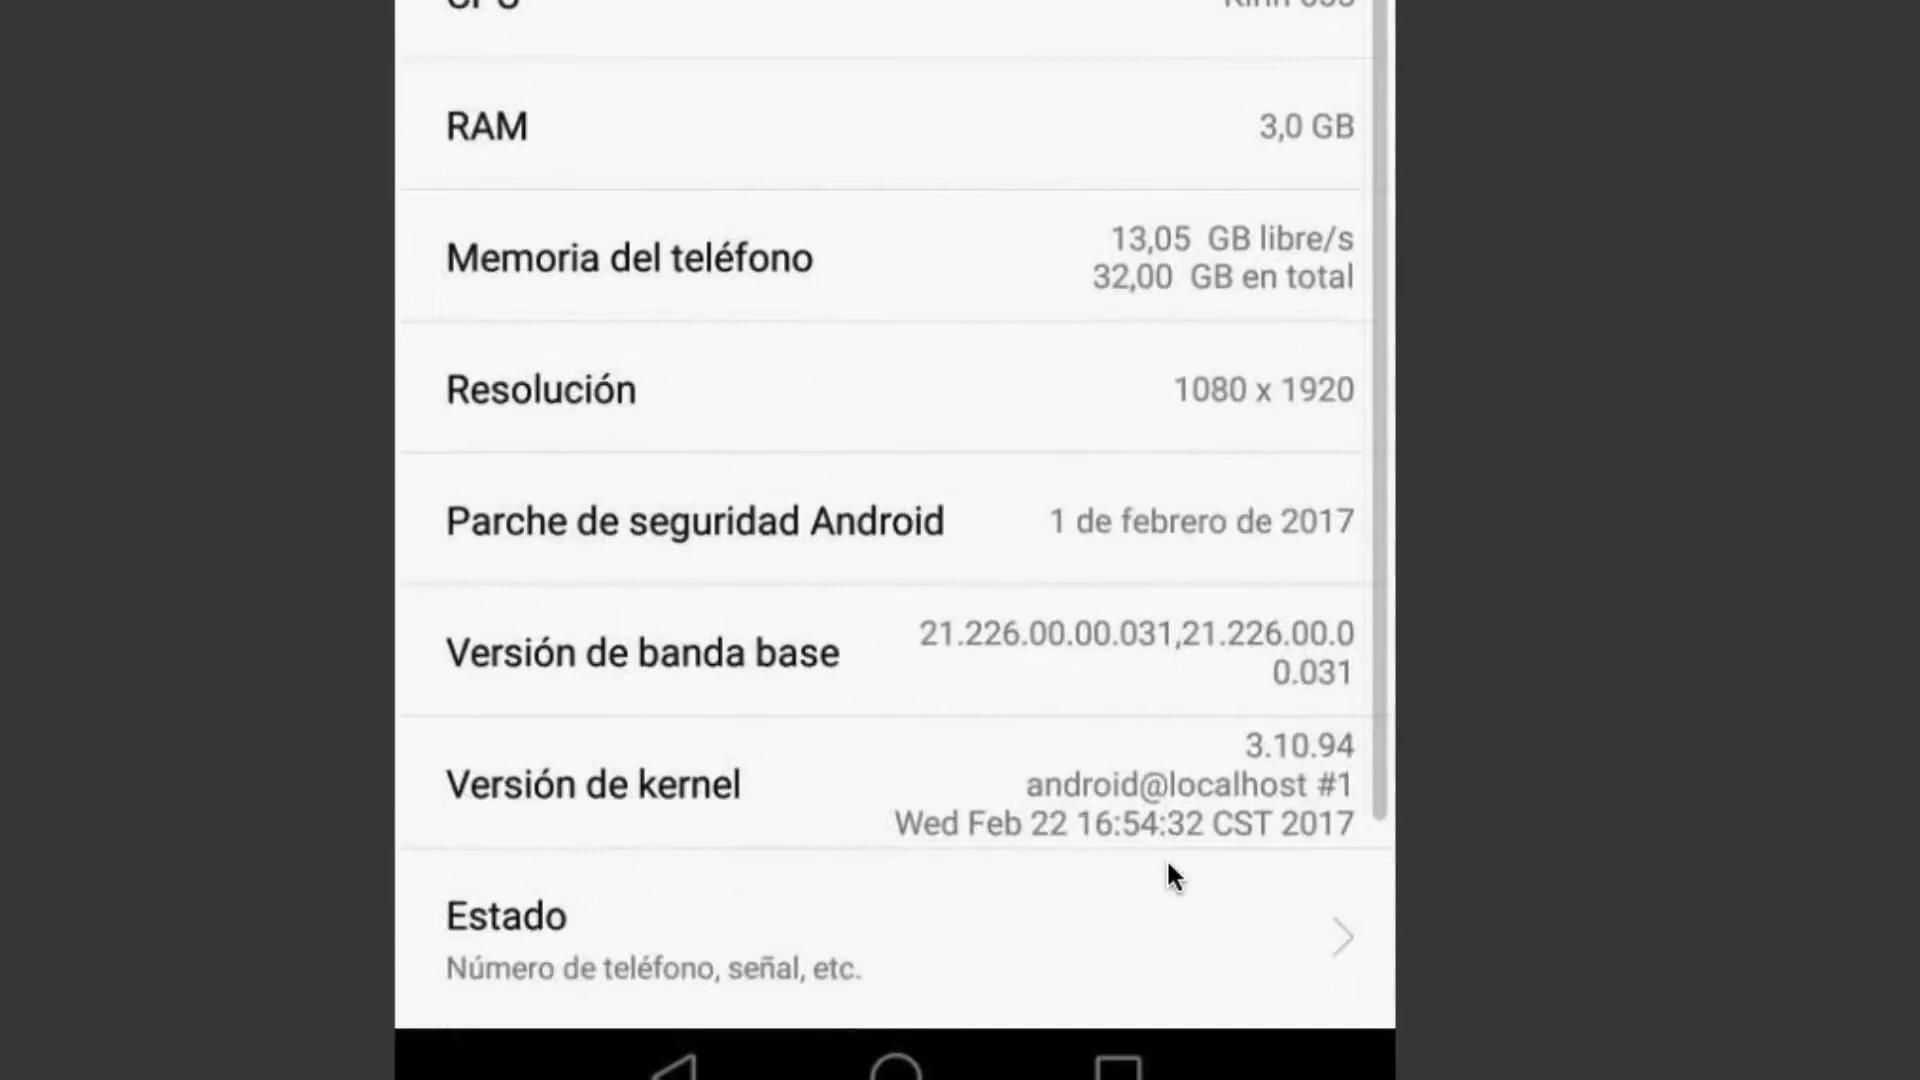 CPU
RAM
3,0 GB
Memoria del teléfono
13,05 GB libre/s
32,00 GB en total
Resolución
1080 x 1920
Parche de seguridad Android
1 de febrero de 2017
Versión de banda base
21.226.00.00.031,21.226.00.0
0.031
Versión de kernel
3.10.94
android@localhost #1
Wed Feb 22 16:54:32 CST 2017
Estado
Número de teléfono, señal, etc.